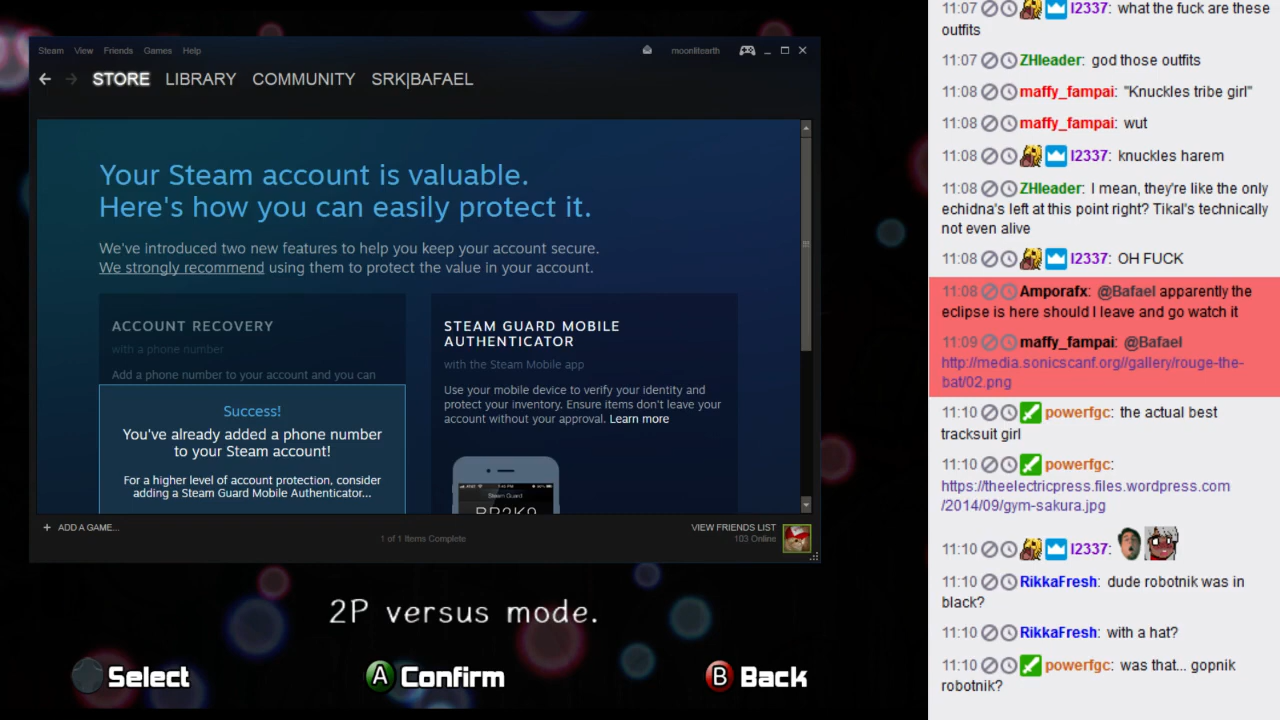 Steam View Friends Games Help
moonlitearth
STORE LIBRARY COMMUNITY SRK|BAFAEL
Your Steam account is valuable.
Here's how you can easily protect it.
We've introduced two new features to help you keep your account secure.
We strongly recommend using them to protect the value in your account.
ACCOUNT RECOVERY
with a phone number
Add a phone number to your account and you can
Success!
You've already added a phone number
to your Steam account!
For a higher level of account protection, consider
adding a Steam Guard Mobile Authenticator...
STEAM GUARD MOBILE
AUTHENTICATOR
with the Steam Mobile app
Use your mobile device to verify your identity and
protect your inventory. Ensure items don't leave your
account without your approval. Learn more
Steam Guard
+ ADD A GAME...
1 of 1 Items Complete
VIEW FRIENDS LIST
103 Online
2P versus mode.
Select
A Confirm
B Back
11:07 l2337: what the fuck are these
outfits
11:07 ZHleader: god those outfits
11:08 maffy_fampai: "Knuckles tribe girl"
11:08 maffy_fampai: wut
11:08 l2337: knuckles harem
11:08 ZHleader: I mean, they're like the only
echidna's left at this point right? Tikal's technically
not even alive
11:08 l2337: OH FUCK
11:08 Amporafx: @Bafael apparently the
eclipse is here should I leave and go watch it
11:09 maffy_fampai: @Bafael
http://media.sonicscanf.org//gallery/rouge-the-
bat/02.png
11:10 powerfgc: the actual best
tracksuit girl
11:10 powerfgc:
https://theelectricpress.files.wordpress.com
/2014/09/gym-sakura.jpg
11:10 l2337:
11:10 RikkaFresh: dude robotnik was in
black?
11:10 RikkaFresh: with a hat?
11:10 powerfgc: was that... gopnik
robotnik?